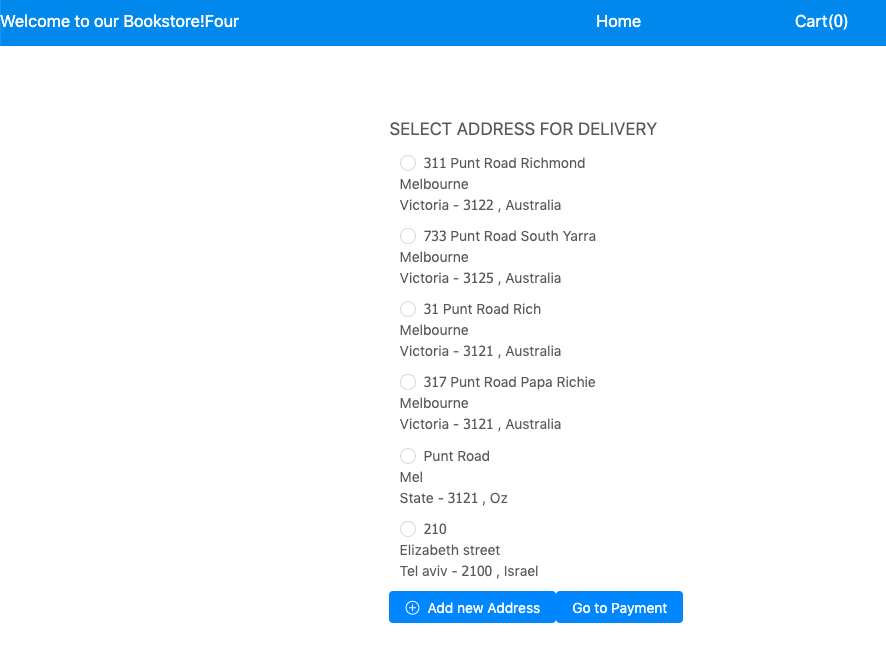 Welcome to our Bookstore!Four Home Cart(0)
SELECT ADDRESS FOR DELIVERY
311 Punt Road Richmond
Melbourne
Victoria - 3122 , Australia
733 Punt Road South Yarra
Melbourne
Victoria - 3125 , Australia
31 Punt Road Rich
Melbourne
Victoria - 3121 , Australia
317 Punt Road Papa Richie
Melbourne
Victoria - 3121 , Australia
Punt Road
Mel
State - 3121 , Oz
210
Elizabeth street
Tel aviv - 2100 , Israel
Add new Address Go to Payment